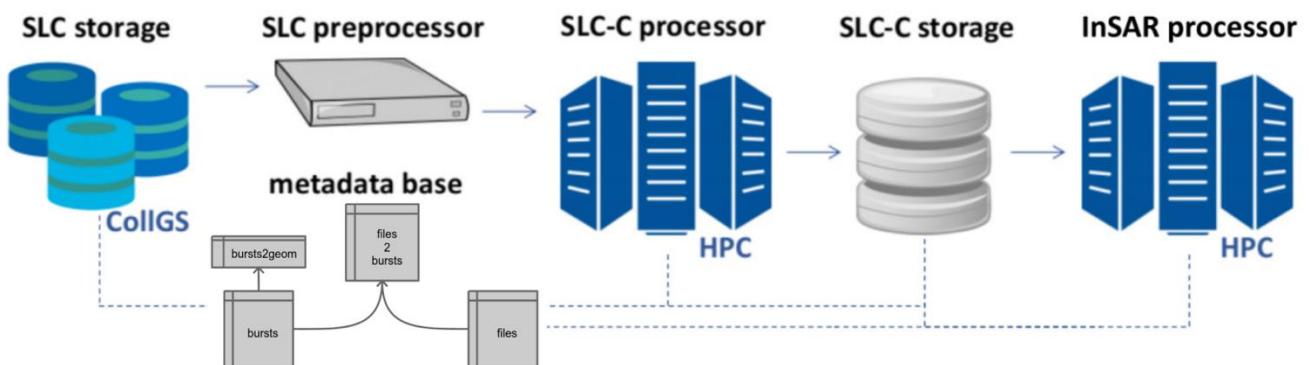 SLC storage
SLC preprocessor
SLC-C processor
SLC-C storage
InSAR processor
metadata base
CollGS
HPC
HPC
files
2
bursts
bursts2geom
bursts
files